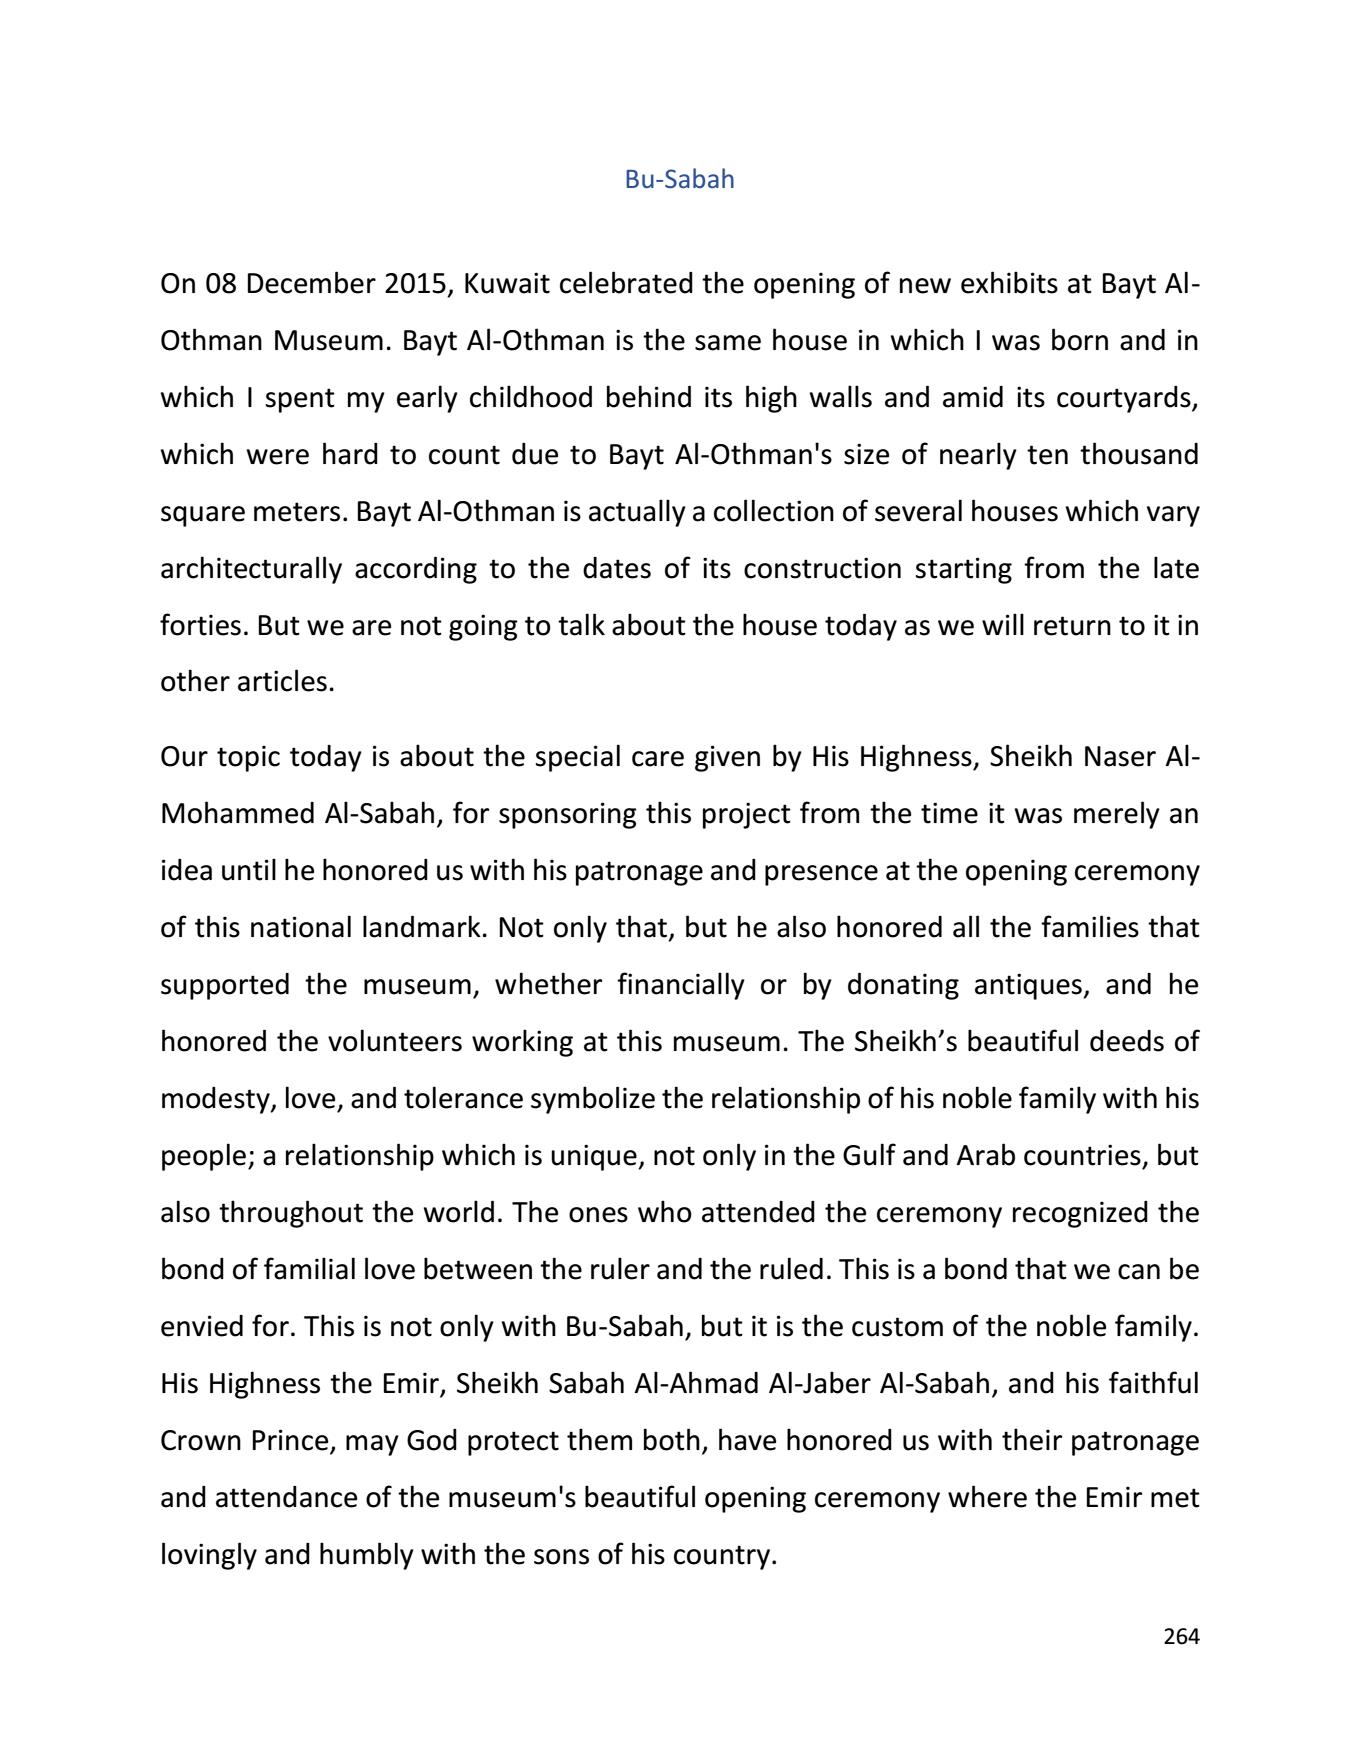 Bu-Sabah
On 08 December 2015, Kuwait celebrated the opening of new exhibits at Bayt Al-
Othman Museum. Bayt Al-Othman is the same house in which I was born and in
which I spent my early childhood behind its high walls and amid its courtyards,
which were hard to count due to Bayt Al-Othman's size of nearly ten thousand
square meters. Bayt Al-Othman is actually a collection of several houses which vary
architecturally according to the dates of its construction starting from the late
forties. But we are not going to talk about the house today as we will return to it in
other articles.
Our topic today is about the special care given by His Highness, Sheikh Naser Al-
Mohammed Al-Sabah, for sponsoring this project from the time it was merely an
idea until he honored us with his patronage and presence at the opening ceremony
of this national landmark. Not only that, but he also honored all the families that
supported the museum, whether financially or by donating antiques, and he
honored the volunteers working at this museum. The Sheikh’s beautiful deeds of
modesty, love, and tolerance symbolize the relationship of his noble family with his
people; a relationship which is unique, not only in the Gulf and Arab countries, but
also throughout the world. The ones who attended the ceremony recognized the
bond of familial love between the ruler and the ruled. This is a bond that we can be
envied for. This is not only with Bu-Sabah, but it is the custom of the noble family.
His Highness the Emir, Sheikh Sabah Al-Ahmad Al-Jaber Al-Sabah, and his faithful
Crown Prince, may God protect them both, have honored us with their patronage
and attendance of the museum's beautiful opening ceremony where the Emir met
lovingly and humbly with the sons of his country.
264